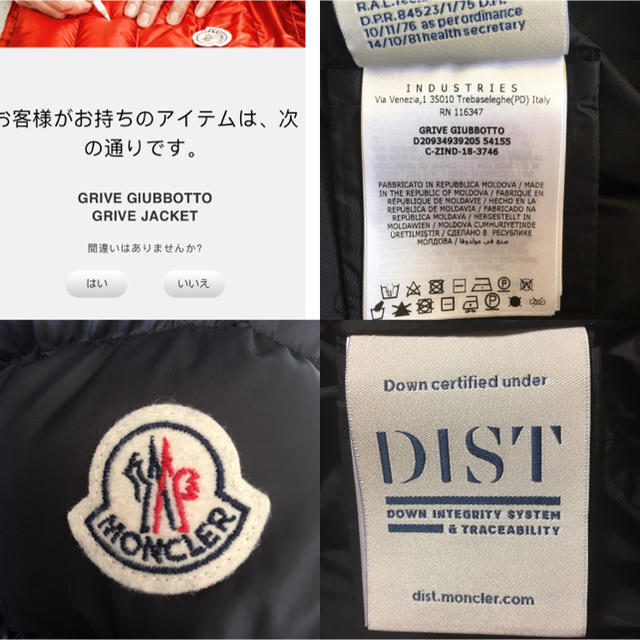 お客様がお持ちのアイテムは、次
の通りです。
GRIVE GIUBBOTTO
GRIVE JACKET
間違いはありませんか?
はい
いいえ
R.A.L.
D.P.R. 84523/1/75 D.P.
10/11/76 as per ordinance
14/10/81 health secretary
INDUSTRIES
Via Venezia,1 35010 Trebaseleghe(PD) Italy
RN 116347
GRIVE GIUBBOTTO
D20934939205 54155
C-ZIND-18-3746
FABBRICATO IN REPUBBLICA MOLDOVA / MADE
IN THE REPUBLIC OF MOLDOVA / FABRIQUÉ EN
RÉPUBLIQUE DE MOLDAVIE / HECHO EN LA
REPÚBLICA DE MOLDAVIA / FABRICADO NA
REPÚBLICA MOLDAVA / HERGESTELLT IN
MOLDAWIEN / MOLDOVA CUMHURIYETINDE
ÜRETILMIŞTIR / СДЕЛАНО В РЕСПУБЛИКЕ
МОЛДОВА / صنع في مولدوفا
MONCLER
Down certified under
DIST
DOWN INTEGRITY SYSTEM
& TRACEABILITY
dist.moncler.com